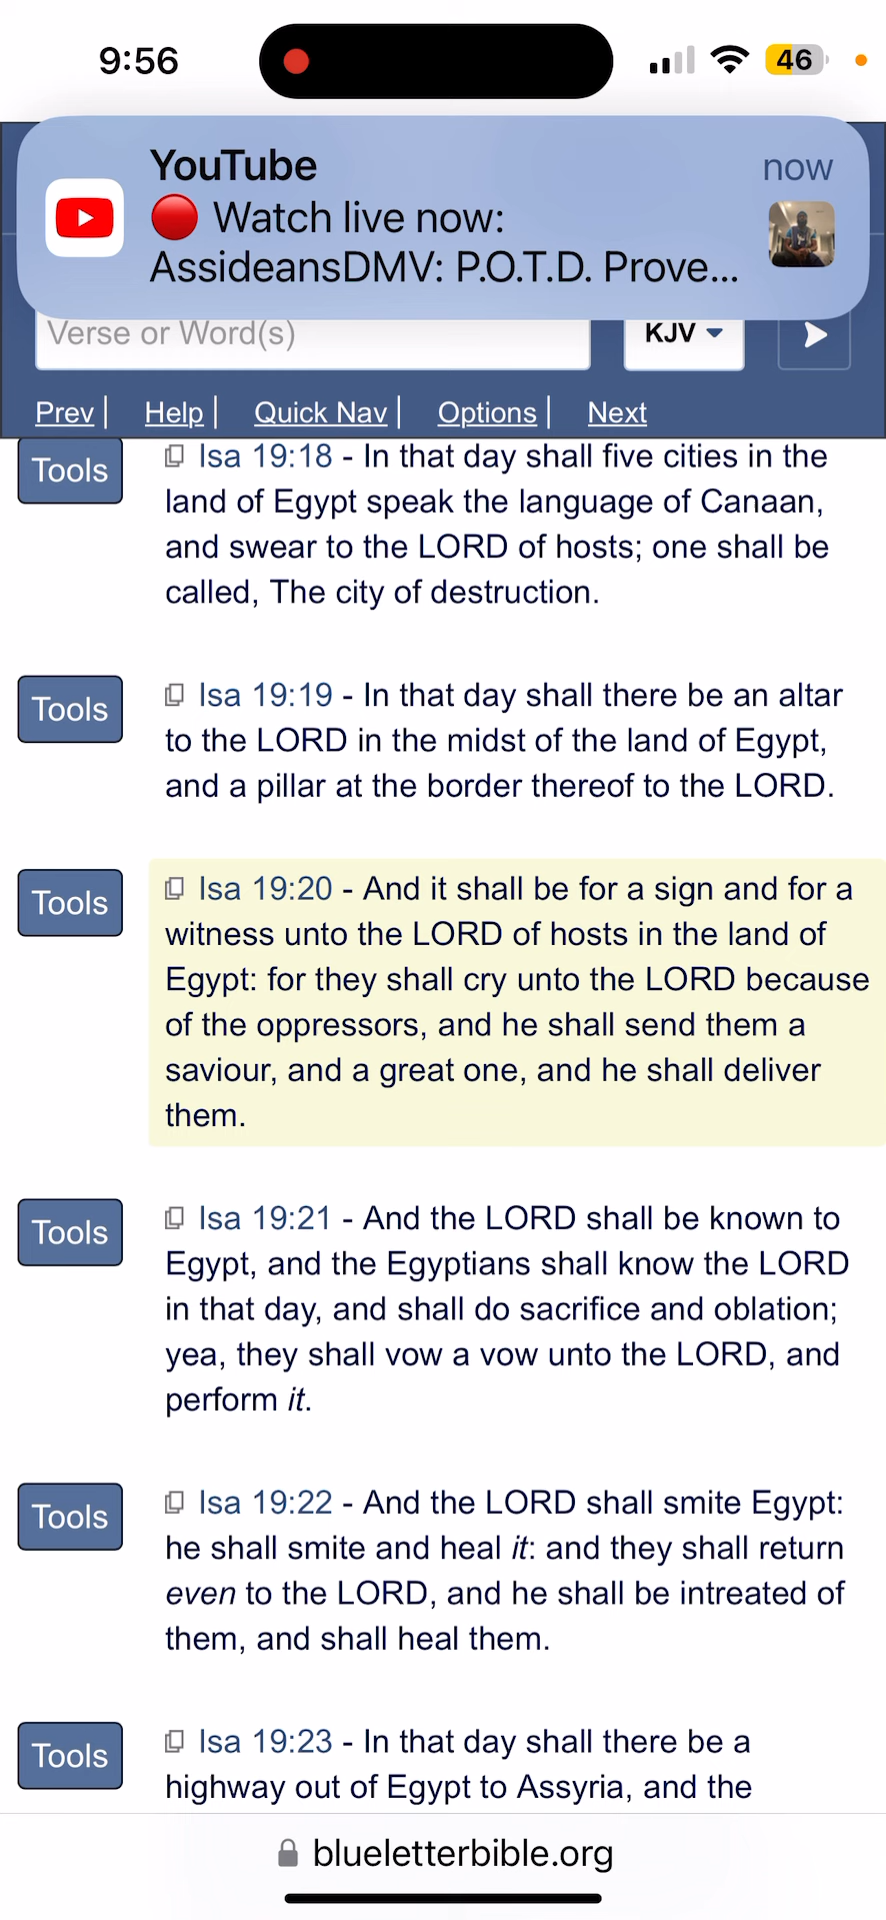 9:56
46
YouTube
now
🔴 Watch live now:
AssideansDMV: P.O.T.D. Prove...
Verse or Word(s)
KJV
Prev | Help | Quick Nav | Options | Next
Tools
Isa 19:18 - In that day shall five cities in the
land of Egypt speak the language of Canaan,
and swear to the LORD of hosts; one shall be
called, The city of destruction.
Tools
Isa 19:19 - In that day shall there be an altar
to the LORD in the midst of the land of Egypt,
and a pillar at the border thereof to the LORD.
Tools
Isa 19:20 - And it shall be for a sign and for a
witness unto the LORD of hosts in the land of
Egypt: for they shall cry unto the LORD because
of the oppressors, and he shall send them a
saviour, and a great one, and he shall deliver
them.
Tools
Isa 19:21 - And the LORD shall be known to
Egypt, and the Egyptians shall know the LORD
in that day, and shall do sacrifice and oblation;
yea, they shall vow a vow unto the LORD, and
perform it.
Tools
Isa 19:22 - And the LORD shall smite Egypt:
he shall smite and heal it: and they shall return
even to the LORD, and he shall be intreated of
them, and shall heal them.
Tools
Isa 19:23 - In that day shall there be a
highway out of Egypt to Assyria, and the
blueletterbible.org